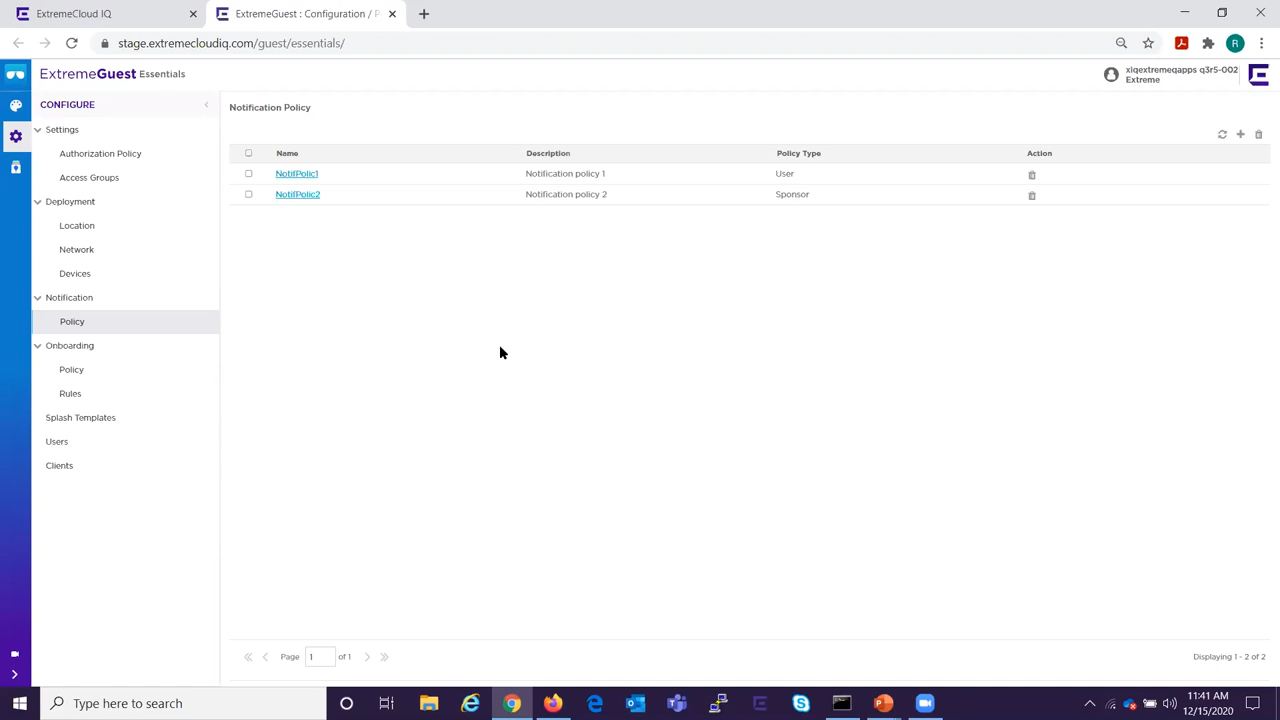 ExtremeCloud IQ
ExtremeGuest : Configuration / P
stage.extremecloudiq.com/guest/essentials/
R
ExtremeGuest Essentials
xiqextremeqapps q3r5-002
Extreme
CONFIGURE
Settings
Authorization Policy
Access Groups
Deployment
Location
Network
Devices
Notification
Policy
Onboarding
Policy
Rules
Splash Templates
Users
Clients
Notification Policy
Name Description Policy Type Action
NotifPolic1 Notification policy 1 User
NotifPolic2 Notification policy 2 Sponsor
Page 1 of 1
Displaying 1 - 2 of 2
Type here to search
11:41 AM
12/15/2020